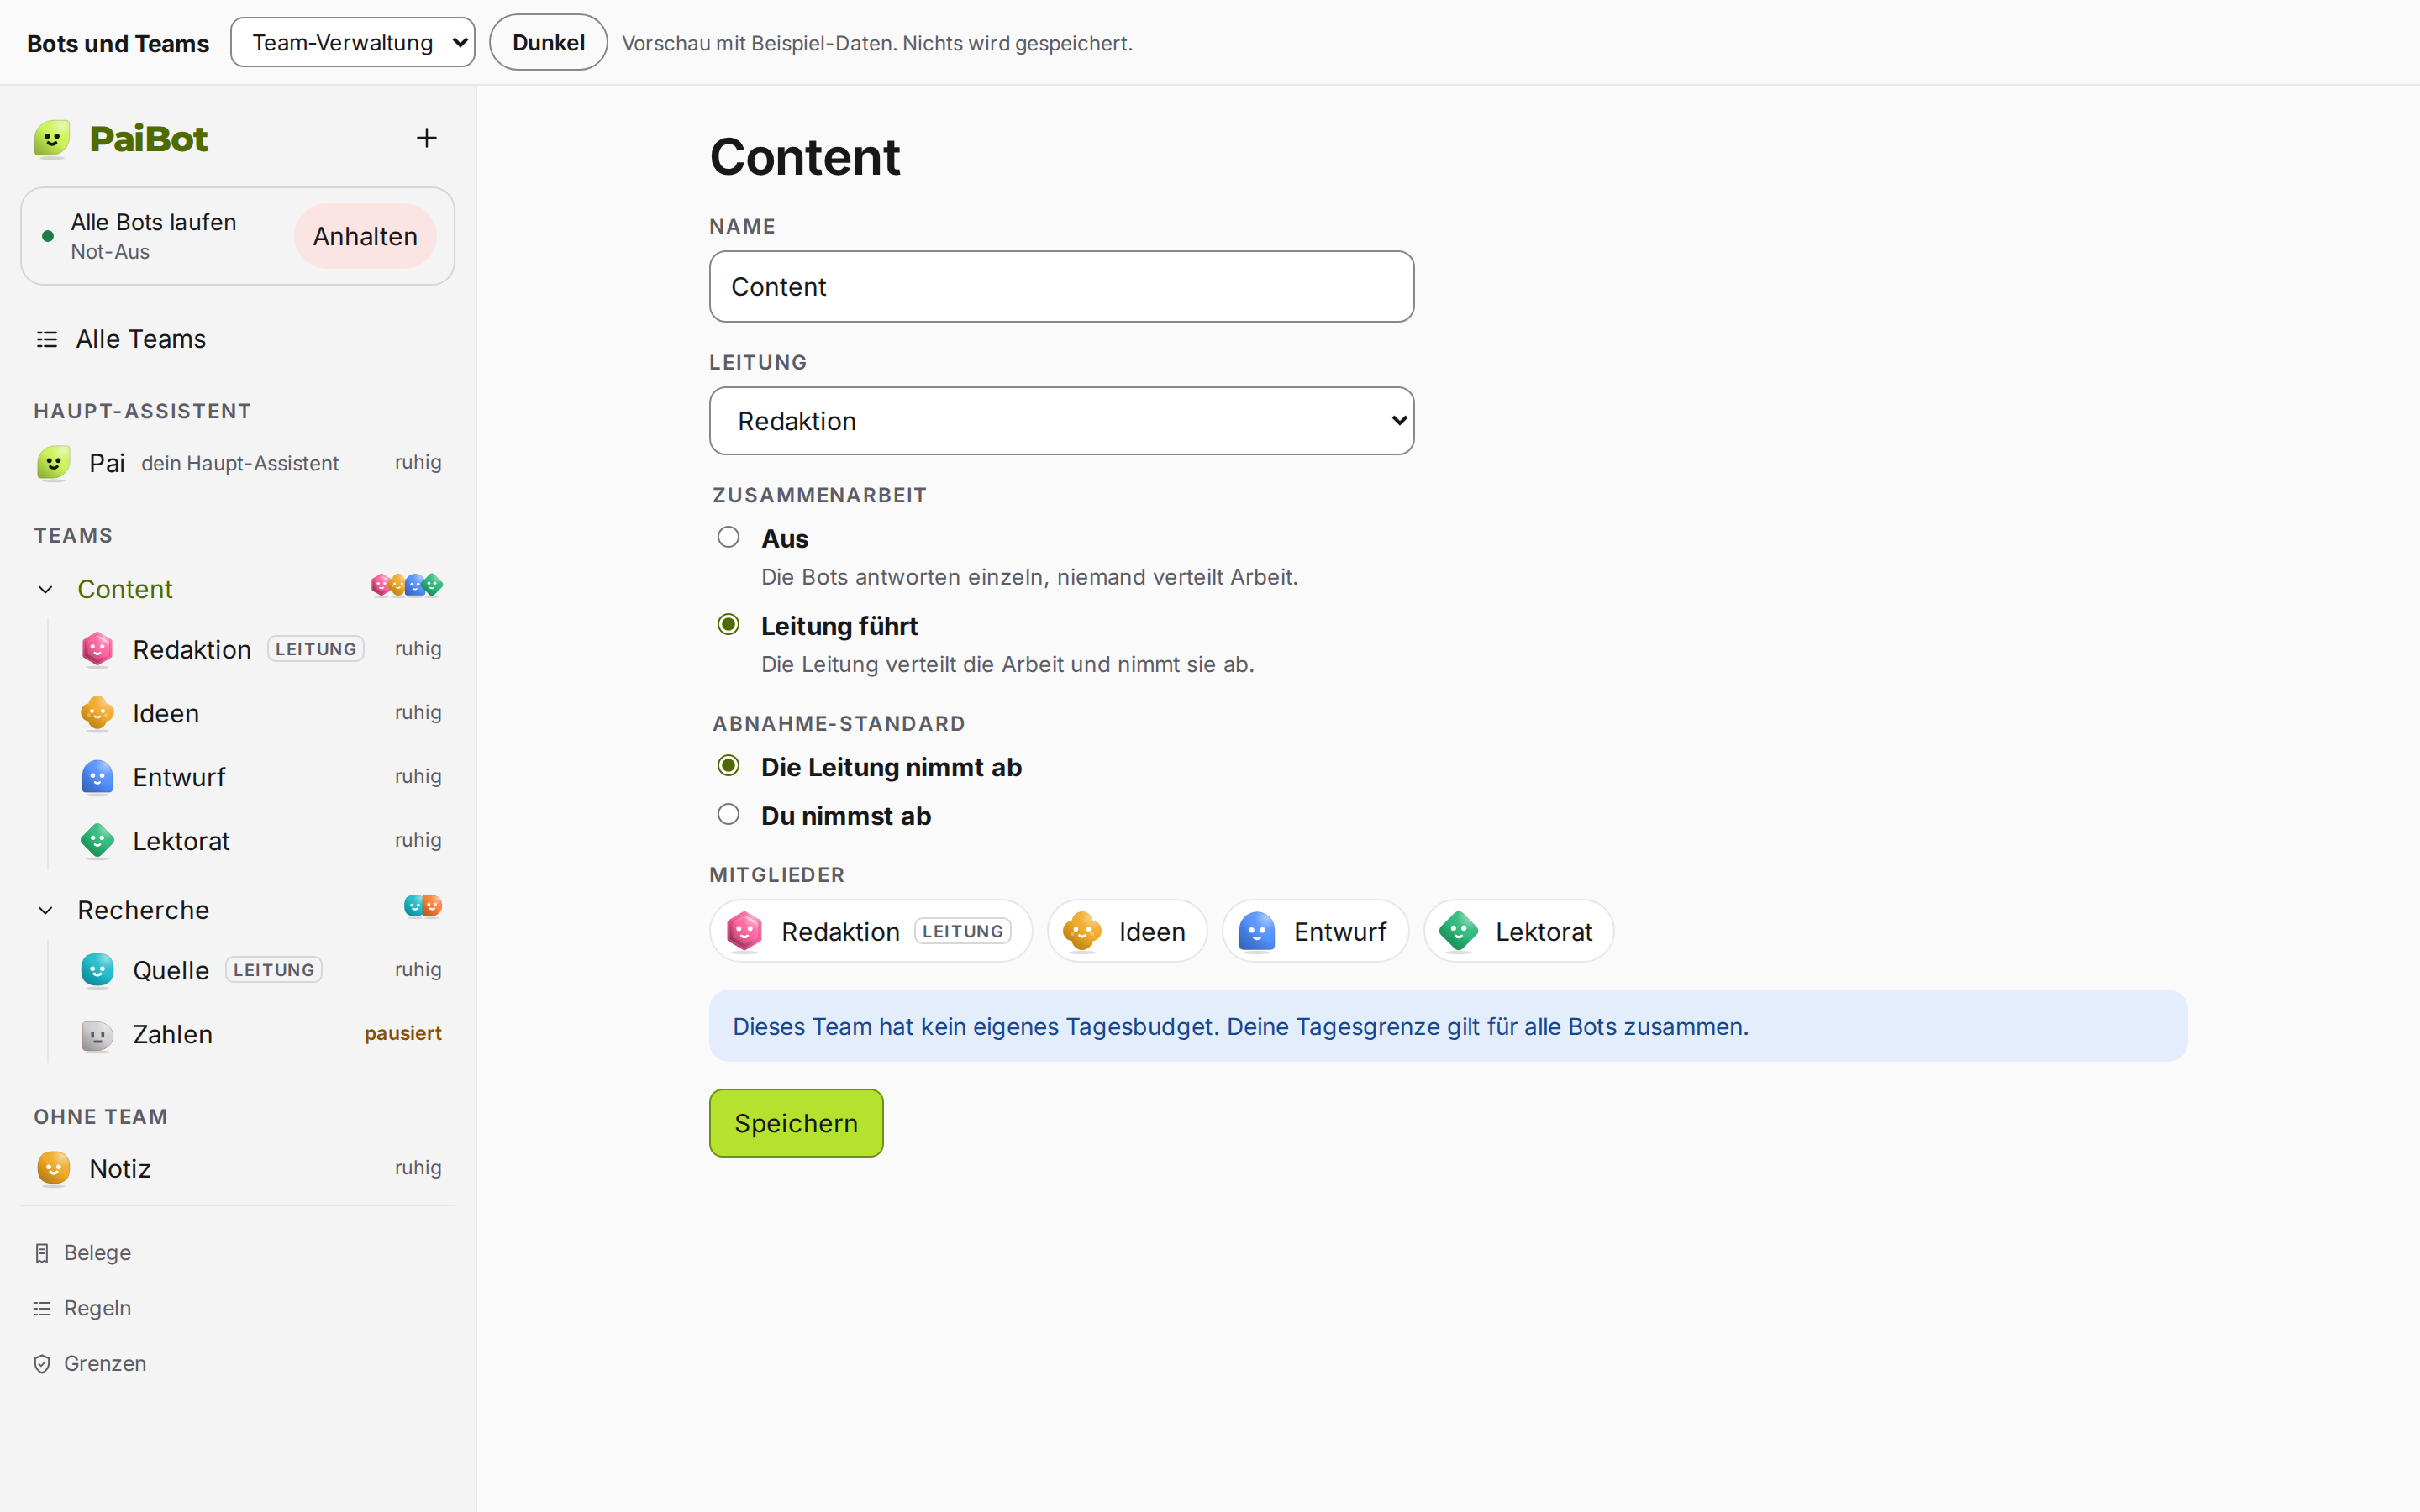 Bots und Teams Team-Verwaltung Dunkel Vorschau mit Beispiel-Daten. Nichts wird gespeichert.
PaiBot
Alle Bots laufen
Not-Aus
Anhalten
Alle Teams
HAUPT-ASSISTENT
Pai dein Haupt-Assistent ruhig
TEAMS
Content
Redaktion LEITUNG ruhig
Ideen ruhig
Entwurf ruhig
Lektorat ruhig
Recherche
Quelle LEITUNG ruhig
Zahlen pausiert
OHNE TEAM
Notiz ruhig
Belege
Regeln
Grenzen
Content
NAME
Content
LEITUNG
Redaktion
ZUSAMMENARBEIT
Aus
Die Bots antworten einzeln, niemand verteilt Arbeit.
Leitung führt
Die Leitung verteilt die Arbeit und nimmt sie ab.
ABNAHME-STANDARD
Die Leitung nimmt ab
Du nimmst ab
MITGLIEDER
Redaktion LEITUNG Ideen Entwurf Lektorat
Dieses Team hat kein eigenes Tagesbudget. Deine Tagesgrenze gilt für alle Bots zusammen.
Speichern